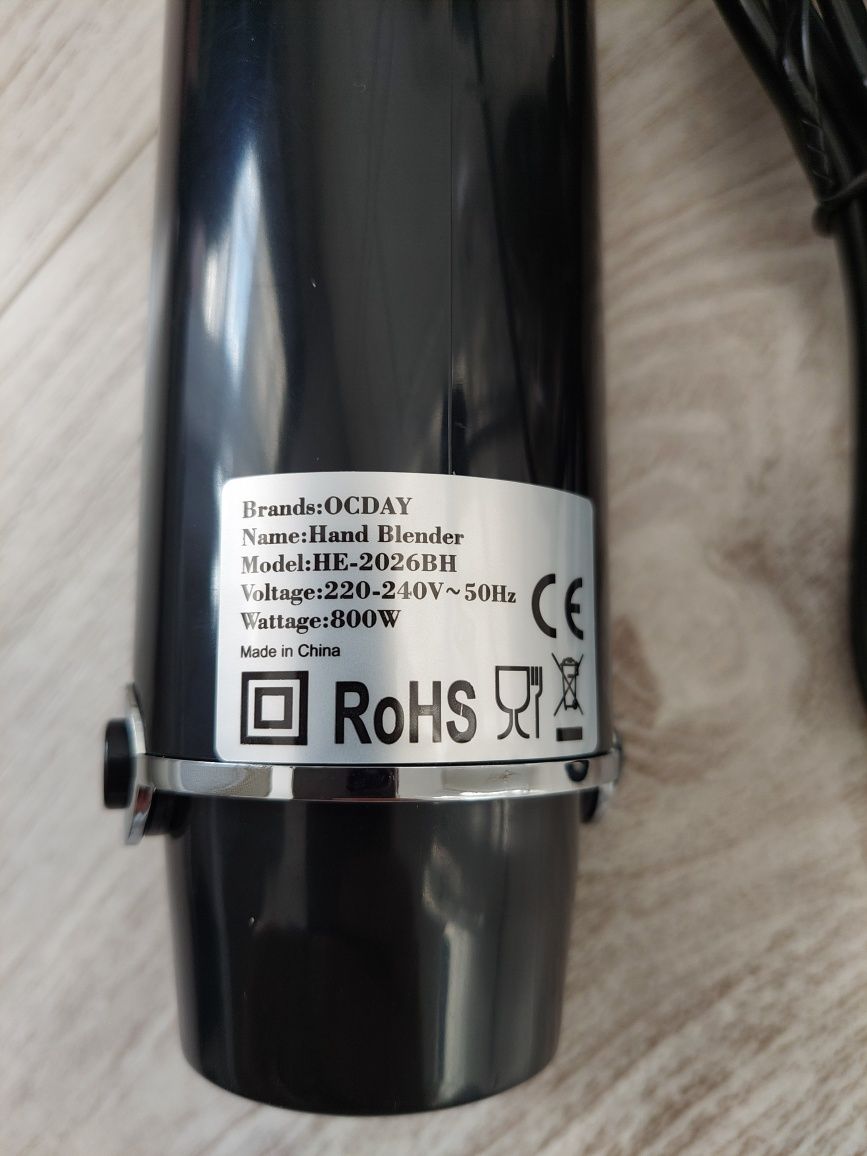 Brands:OCDAY
Name:Hand Blender
Model:HE-2026BH
Voltage:220-240V~50Hz
Wattage:800W
CE
Made in China
RoHS